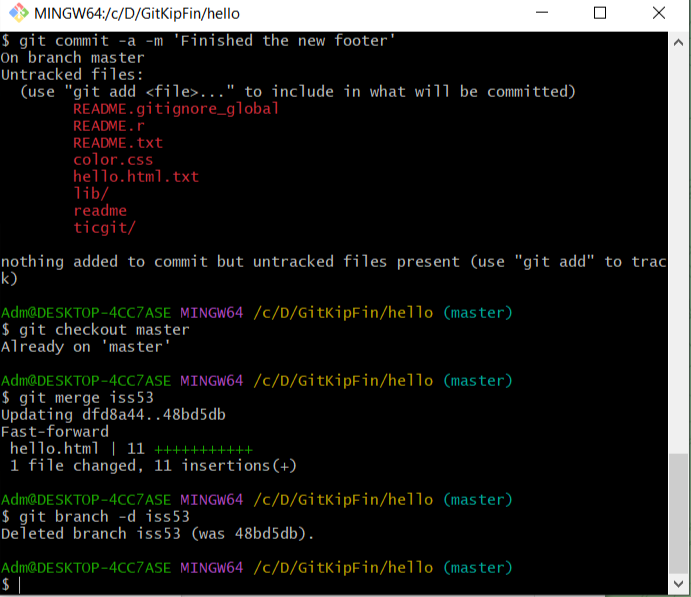 MINGW64:/c/D/GitKipFin/hello
$ git commit -a -m 'Finished the new footer'
On branch master
Untracked files:
  (use "git add <file>..." to include in what will be committed)
        README.gitignore_global
        README.r
        README.txt
        color.css
        hello.html.txt
        lib/
        readme
        ticgit/

nothing added to commit but untracked files present (use "git add" to trac
k)

Adm@DESKTOP-4CC7ASE MINGW64 /c/D/GitKipFin/hello (master)
$ git checkout master
Already on 'master'

Adm@DESKTOP-4CC7ASE MINGW64 /c/D/GitKipFin/hello (master)
$ git merge iss53
Updating dfd8a44..48bd5db
Fast-forward
 hello.html | 11 +++++++++++
 1 file changed, 11 insertions(+)

Adm@DESKTOP-4CC7ASE MINGW64 /c/D/GitKipFin/hello (master)
$ git branch -d iss53
Deleted branch iss53 (was 48bd5db).

Adm@DESKTOP-4CC7ASE MINGW64 /c/D/GitKipFin/hello (master)
$